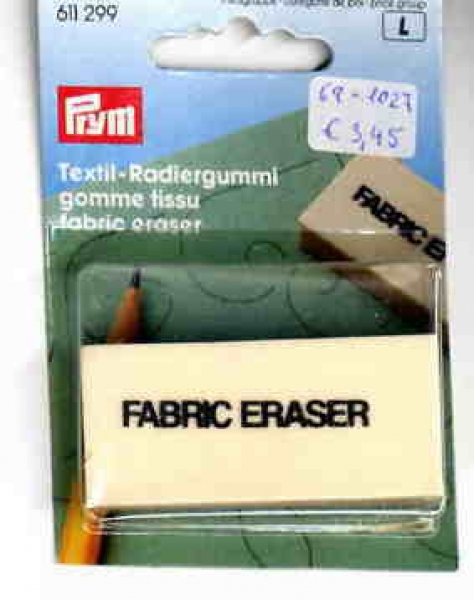 611 299
L
69-1027
€ 3,45
Prym
Textil-Radiergummi
gomme tissu
fabric eraser
FABRIC E
FABRIC ERASER